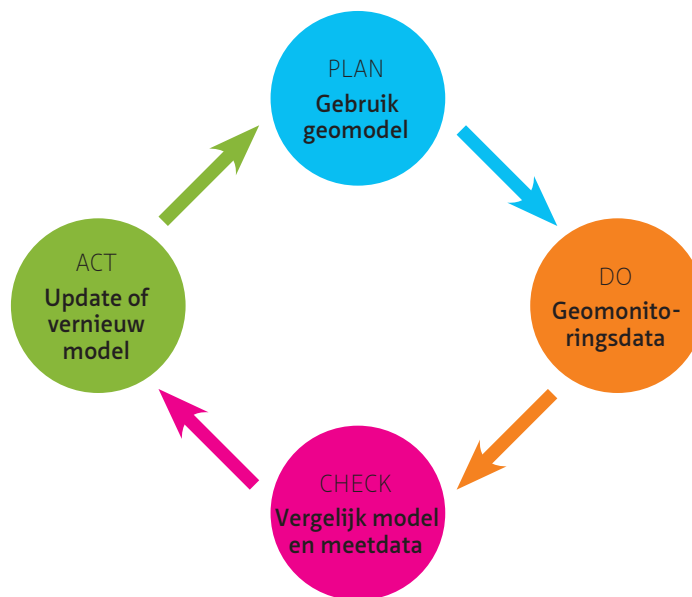 PLAN
Gebruik
geomodel
DO
Geomonito-
ringsdata
CHECK
Vergelijk model
en meetdata
ACT
Update of
vernieuw
model